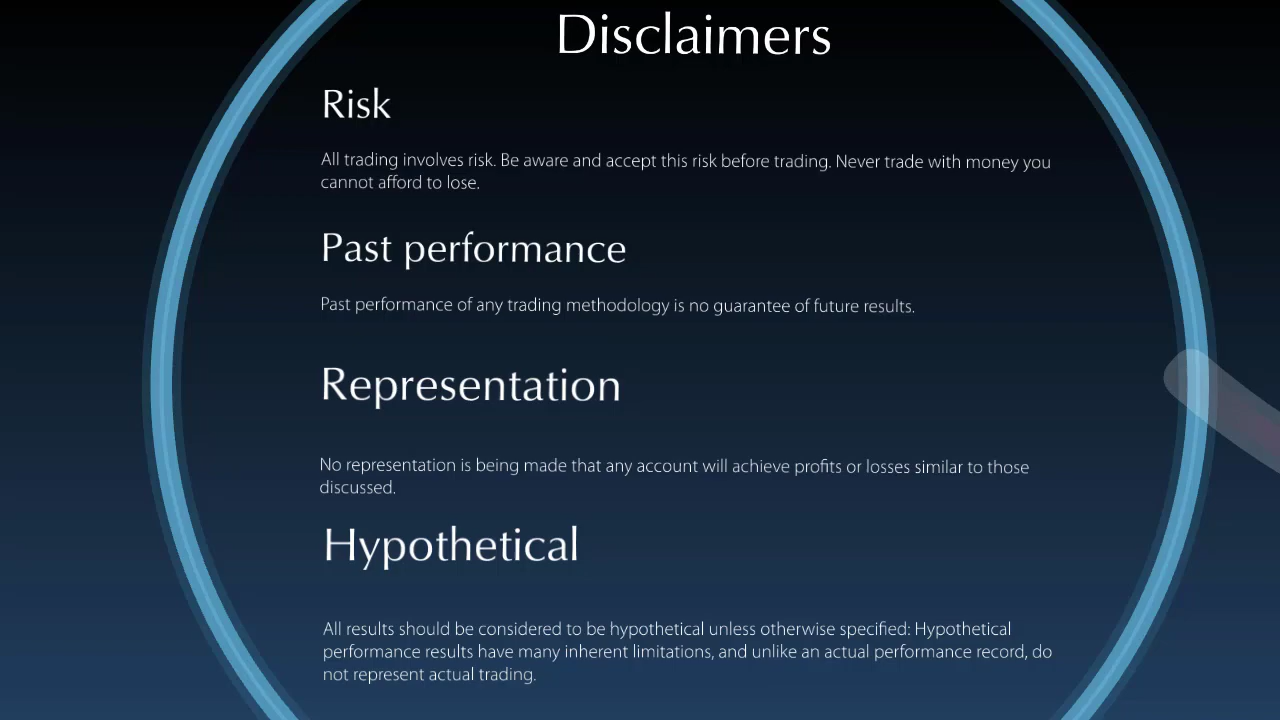 Disclaimers
Risk
All trading involves risk. Be aware and accept this risk before trading. Never trade with money you
cannot afford to lose.
Past performance
Past performance of any trading methodology is no guarantee of future results.
Representation
No representation is being made that any account will achieve profits or losses similar to those
discussed.
Hypothetical
All results should be considered to be hypothetical unless otherwise specified: Hypothetical
performance results have many inherent limitations, and unlike an actual performance record, do
not represent actual trading.